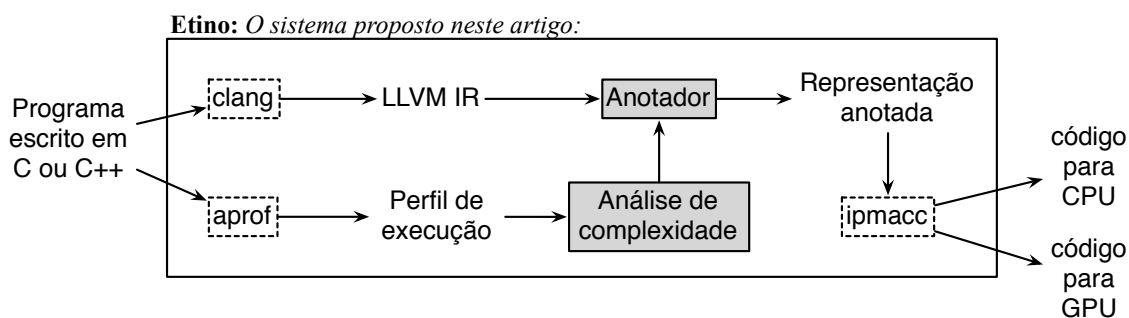 Etino: O sistema proposto neste artigo:
Programa
escrito em
C ou C++
clang
LLVM IR
Anotador
Representação
anotada
aprof
Perfil de
execução
Análise de
complexidade
ipmacc
código
para
CPU
código
para
GPU